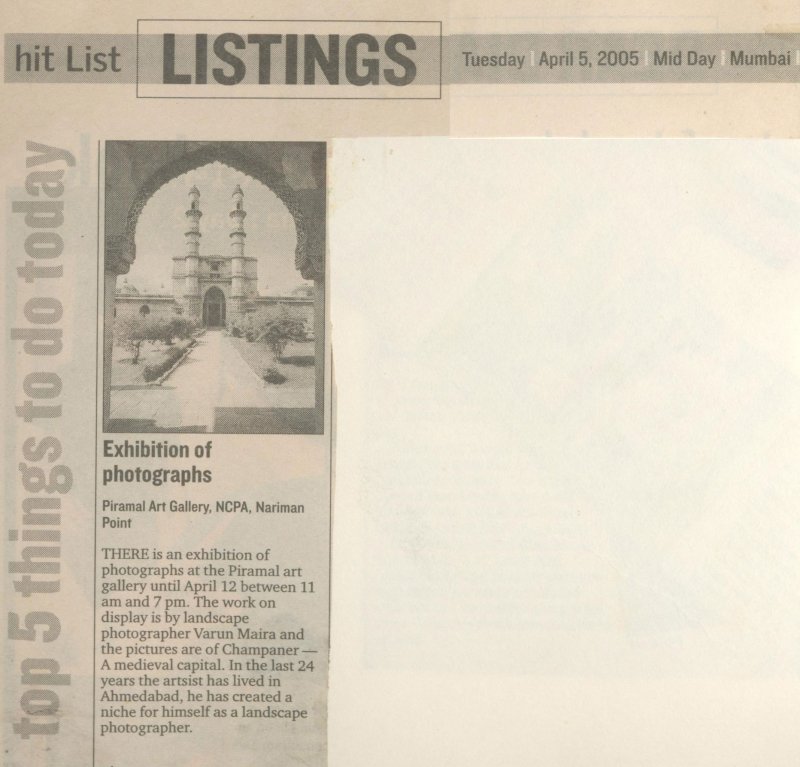 hit List LISTINGS Tuesday April 5, 2005 Mid Day Mumbai
top 5 things to do today
Exhibition of
photographs
Piramal Art Gallery, NCPA, Nariman
Point
THERE is an exhibition of
photographs at the Piramal art
gallery until April 12 between 11
am and 7 pm. The work on
display is by landscape
photographer Varun Maira and
the pictures are of Champaner —
A medieval capital. In the last 24
years the artsist has lived in
Ahmedabad, he has created a
niche for himself as a landscape
photographer.